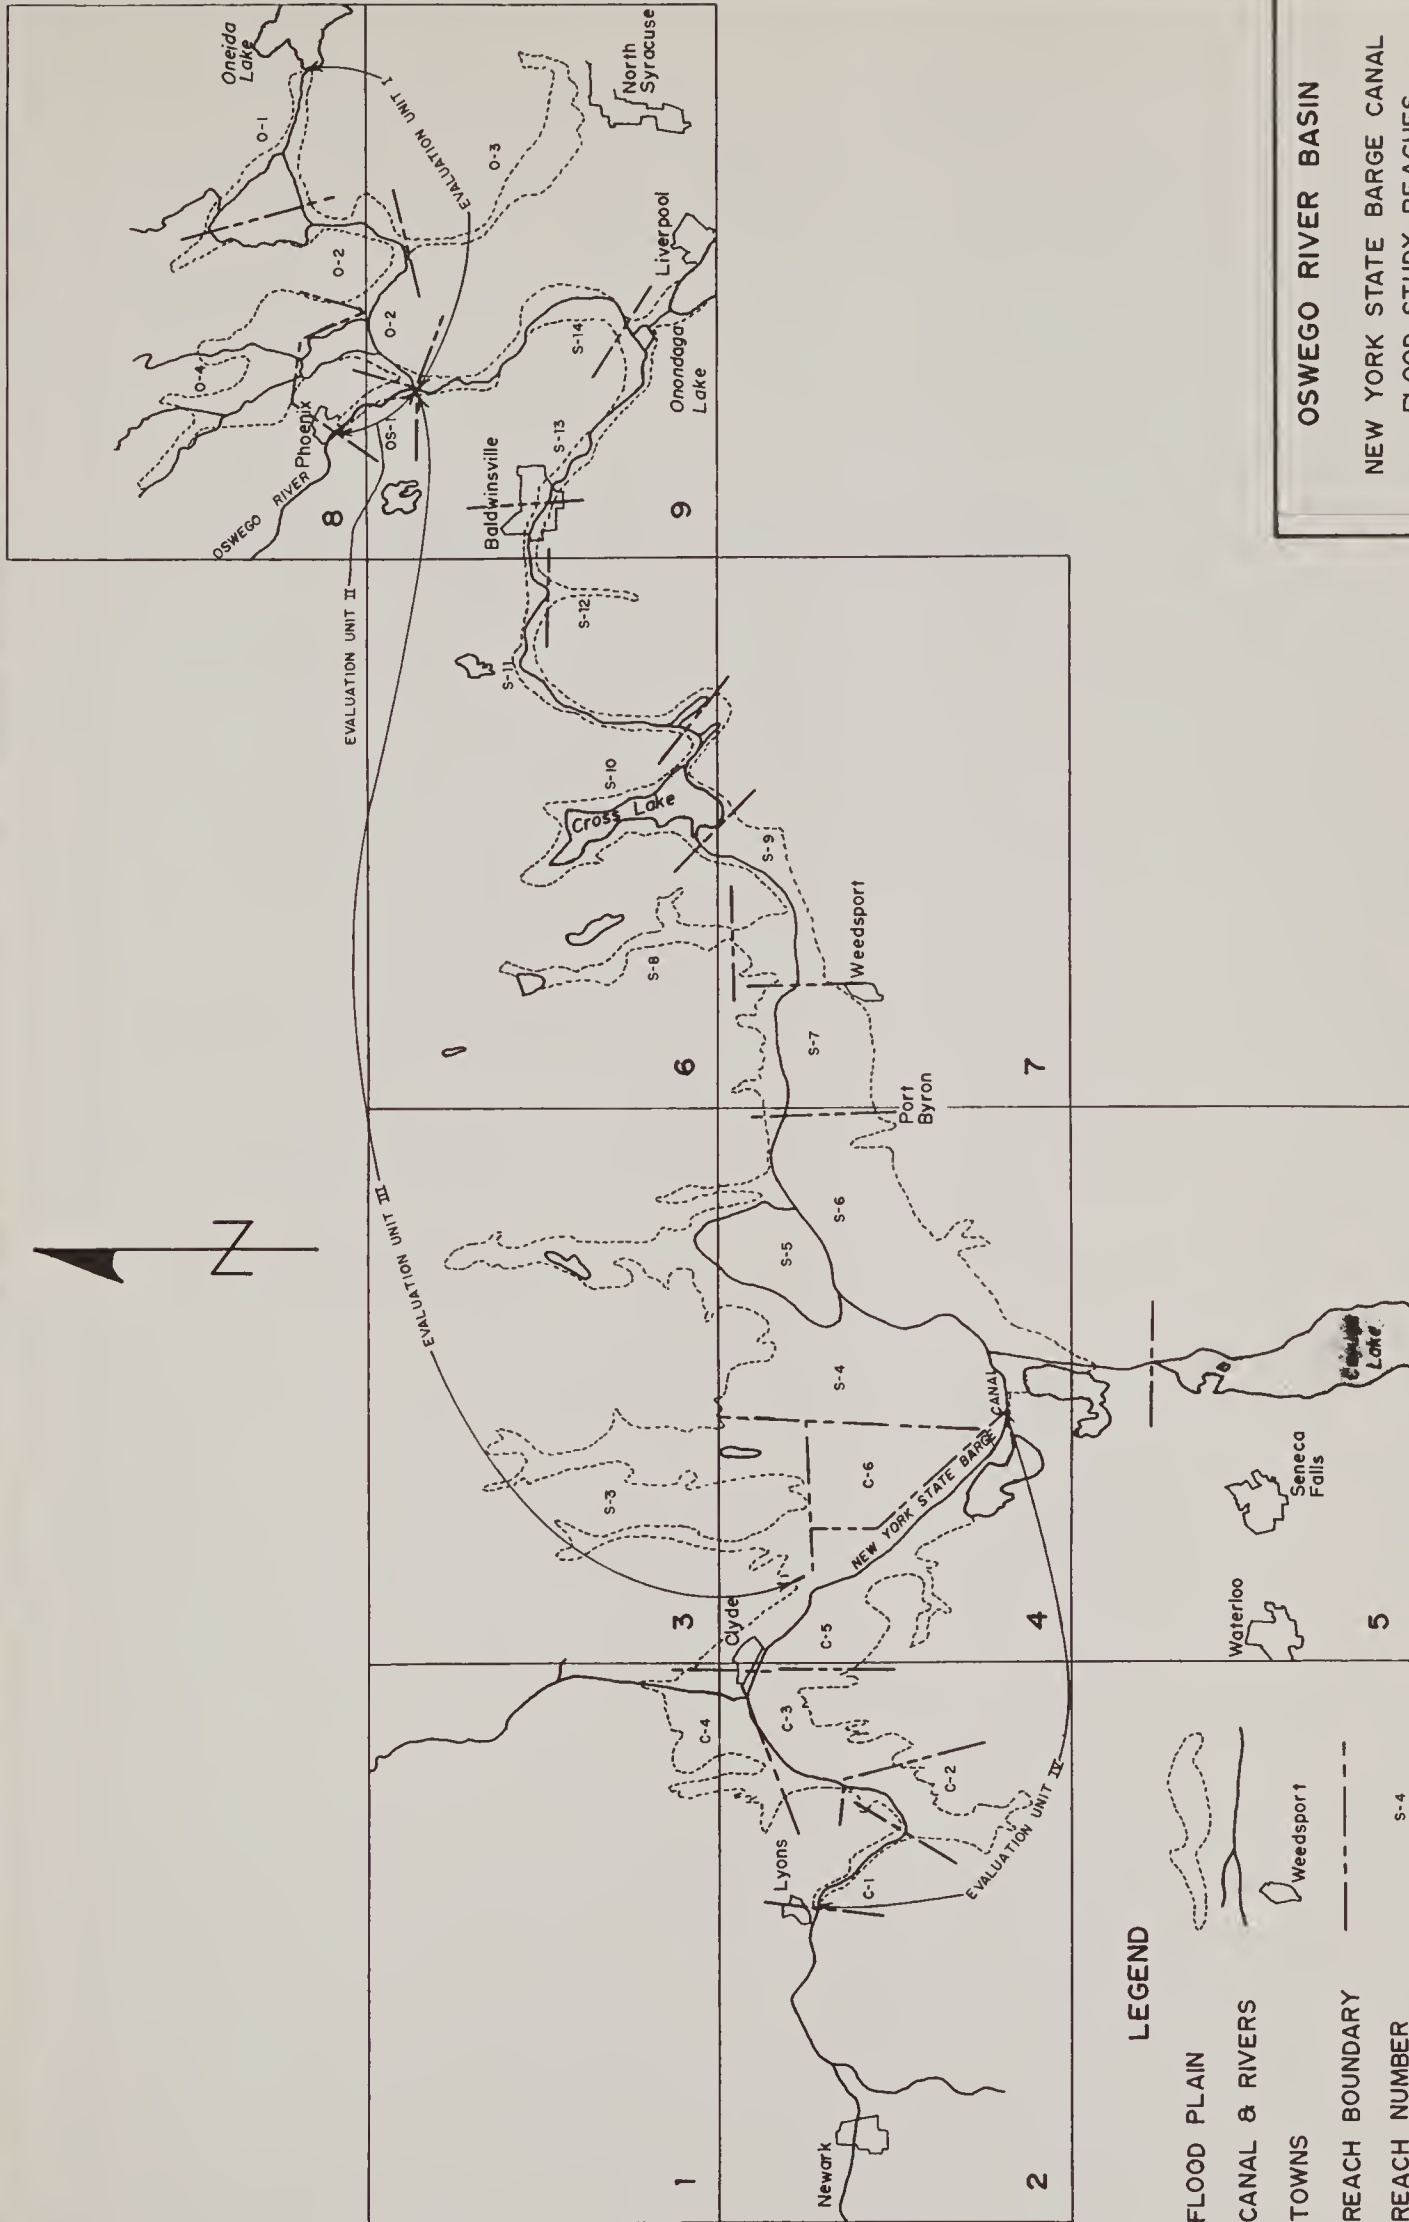 OSWEGO RIVER BASIN
NEW YORK STATE BARGE CANAL
FLOOD STUDY REACHES
N
Oneida
Lake
O-1
EVALUATION UNIT I
O-3
North
Syracuse
O-2
O-2
O-4
Phoenix
OSWEGO RIVER
OS-1
8
Liverpool
S-14
Onondaga
Lake
S-13
Baldwinsville
9
EVALUATION UNIT II
S-12
S-11
S-10
Cross Lake
S-9
S-8
Weedsport
S-7
6
7
Port
Byron
EVALUATION UNIT III
S-6
S-5
S-4
S-3
C-6
NEW YORK STATE BARGE CANAL
Lake
Seneca
Falls
Waterloo
3
Clyde
C-5
4
5
C-4
C-3
C-2
EVALUATION UNIT IV
Lyons
C-1
Newark
1
2
LEGEND
FLOOD PLAIN
CANAL & RIVERS
TOWNS
Weedsport
REACH BOUNDARY
REACH NUMBER
S-4